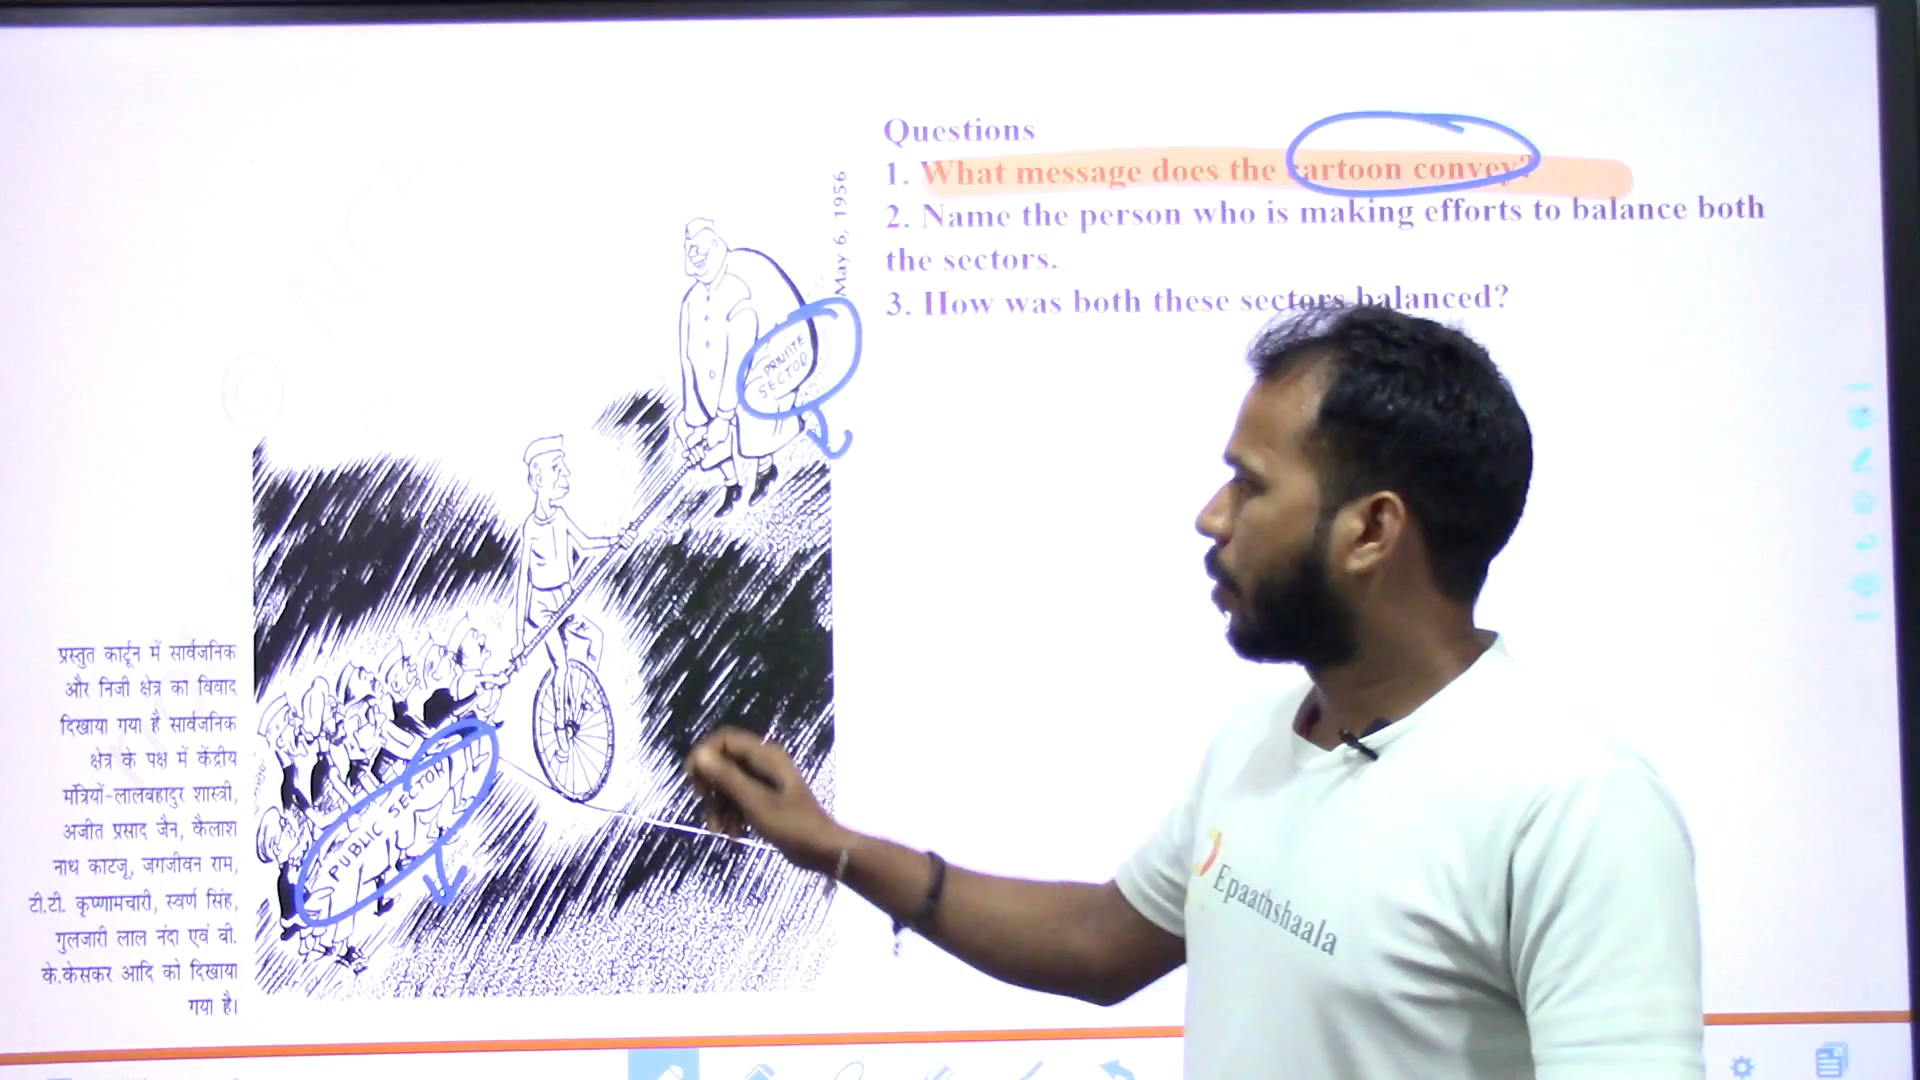 Questions
1. What message does the cartoon convey?
2. Name the person who is making efforts to balance both
the sectors.
3. How was both these sectors balanced?
May 6, 1956
PRIVATE
SECTOR
PUBLIC SECTOR
प्रस्तुत कार्टून में सार्वजनिक
और निजी क्षेत्र का विवाद
दिखाया गया है सार्वजनिक
क्षेत्र के पक्ष में केंद्रीय
मंत्रियों-लालबहादुर शास्त्री,
अजीत प्रसाद जैन, कैलाश
नाथ काटजू, जगजीवन राम,
टी.टी. कृष्णामचारी, स्वर्ण सिंह,
गुलजारी लाल नंदा एवं वी.
के.केसकर आदि को दिखाया
गया है।
Epaathshaala